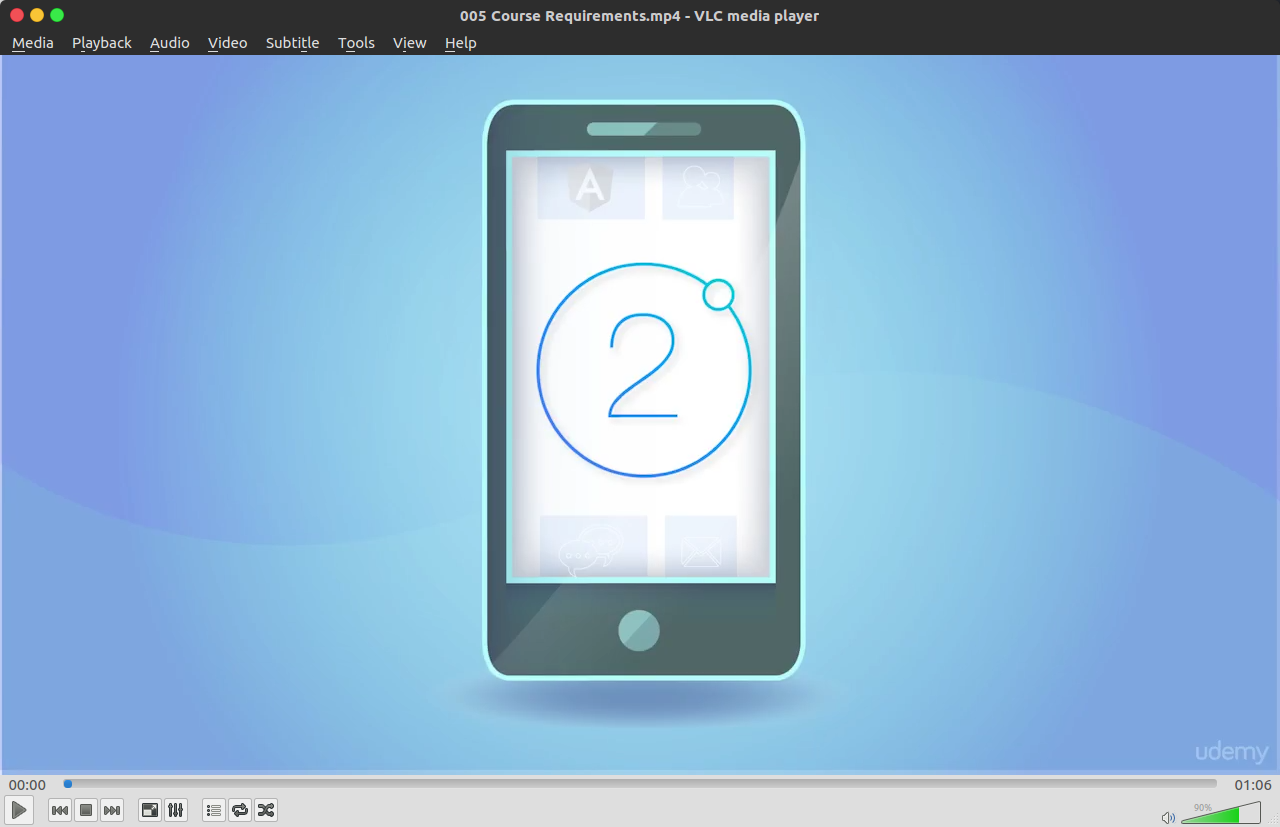 005 Course Requirements.mp4 - VLC media player
Media Playback Audio Video Subtitle Tools View Help
A
2
udemy
00:00 01:06
90%